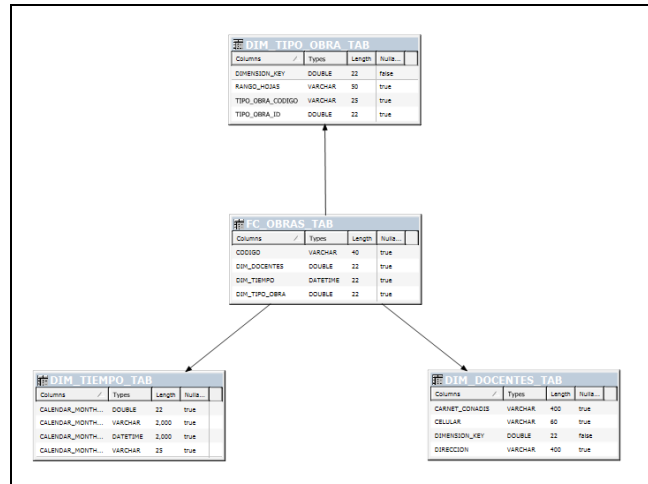 DIM_TIPO_OBRA_TAB
Columns / Types Length Nulla...
DIMENSION_KEY DOUBLE 22 false
RANGO_HOJAS VARCHAR 50 true
TIPO_OBRA_CODIGO VARCHAR 25 true
TIPO_OBRA_ID DOUBLE 22 true
FC_OBRAS_TAB
Columns / Types Length Nulla...
CODIGO VARCHAR 40 true
DIM_DOCENTES DOUBLE 22 true
DIM_TIEMPO DATETIME 22 true
DIM_TIPO_OBRA DOUBLE 22 true
DIM_TIEMPO_TAB
Columns / Types Length Nulla...
CALENDAR_MONTH... DOUBLE 22 true
CALENDAR_MONTH... VARCHAR 2,000 true
CALENDAR_MONTH... DATETIME 2,000 true
CALENDAR_MONTH... VARCHAR 25 true
DIM_DOCENTES_TAB
Columns / Types Length Nulla...
CARNET_CONADIS VARCHAR 400 true
CELULAR VARCHAR 60 true
DIMENSION_KEY DOUBLE 22 false
DIRECCION VARCHAR 400 true